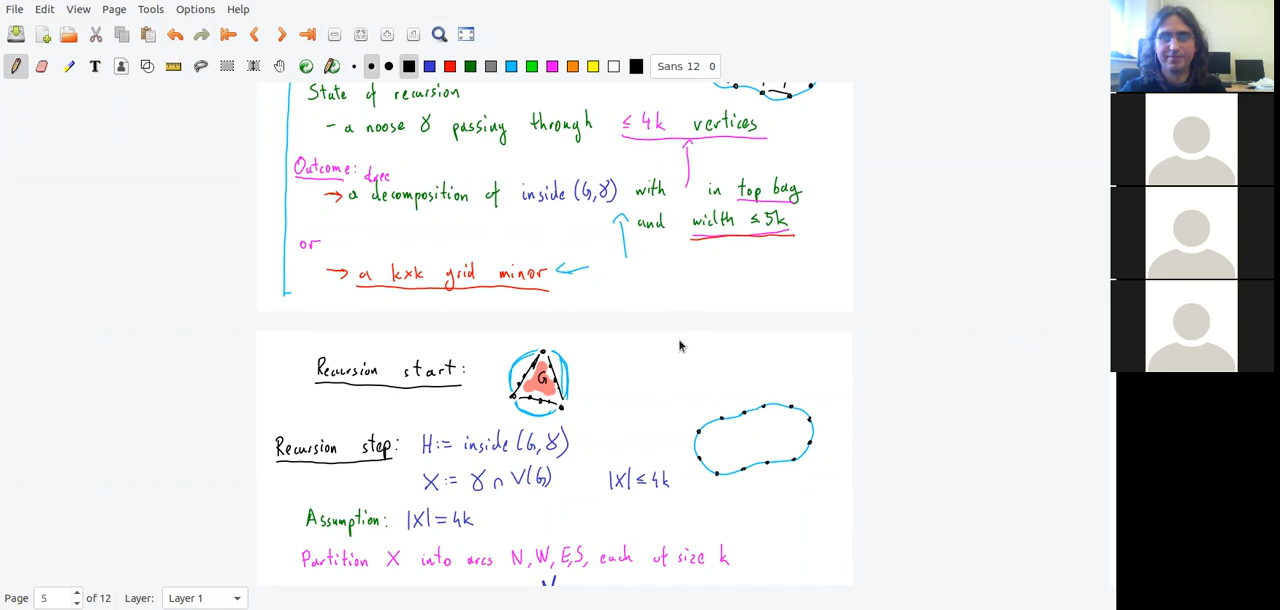 File Edit View Page Tools Options Help
Sans 12 0
State of recursion
- a noose γ passing through ≤ 4k vertices
Outcome:
→ a decomposition of inside (G,γ) with in top bag
and width ≤ 5k
or
→ a k×k grid minor
Recursion start: G
Recursion step: H:= inside (G,γ)
X:= γ ∩ V(G) |X| ≤ 4k
Assumption: |X| = 4k
Partition X into arcs N, W, E, S, each of size k
Page 5 of 12 Layer: Layer 1